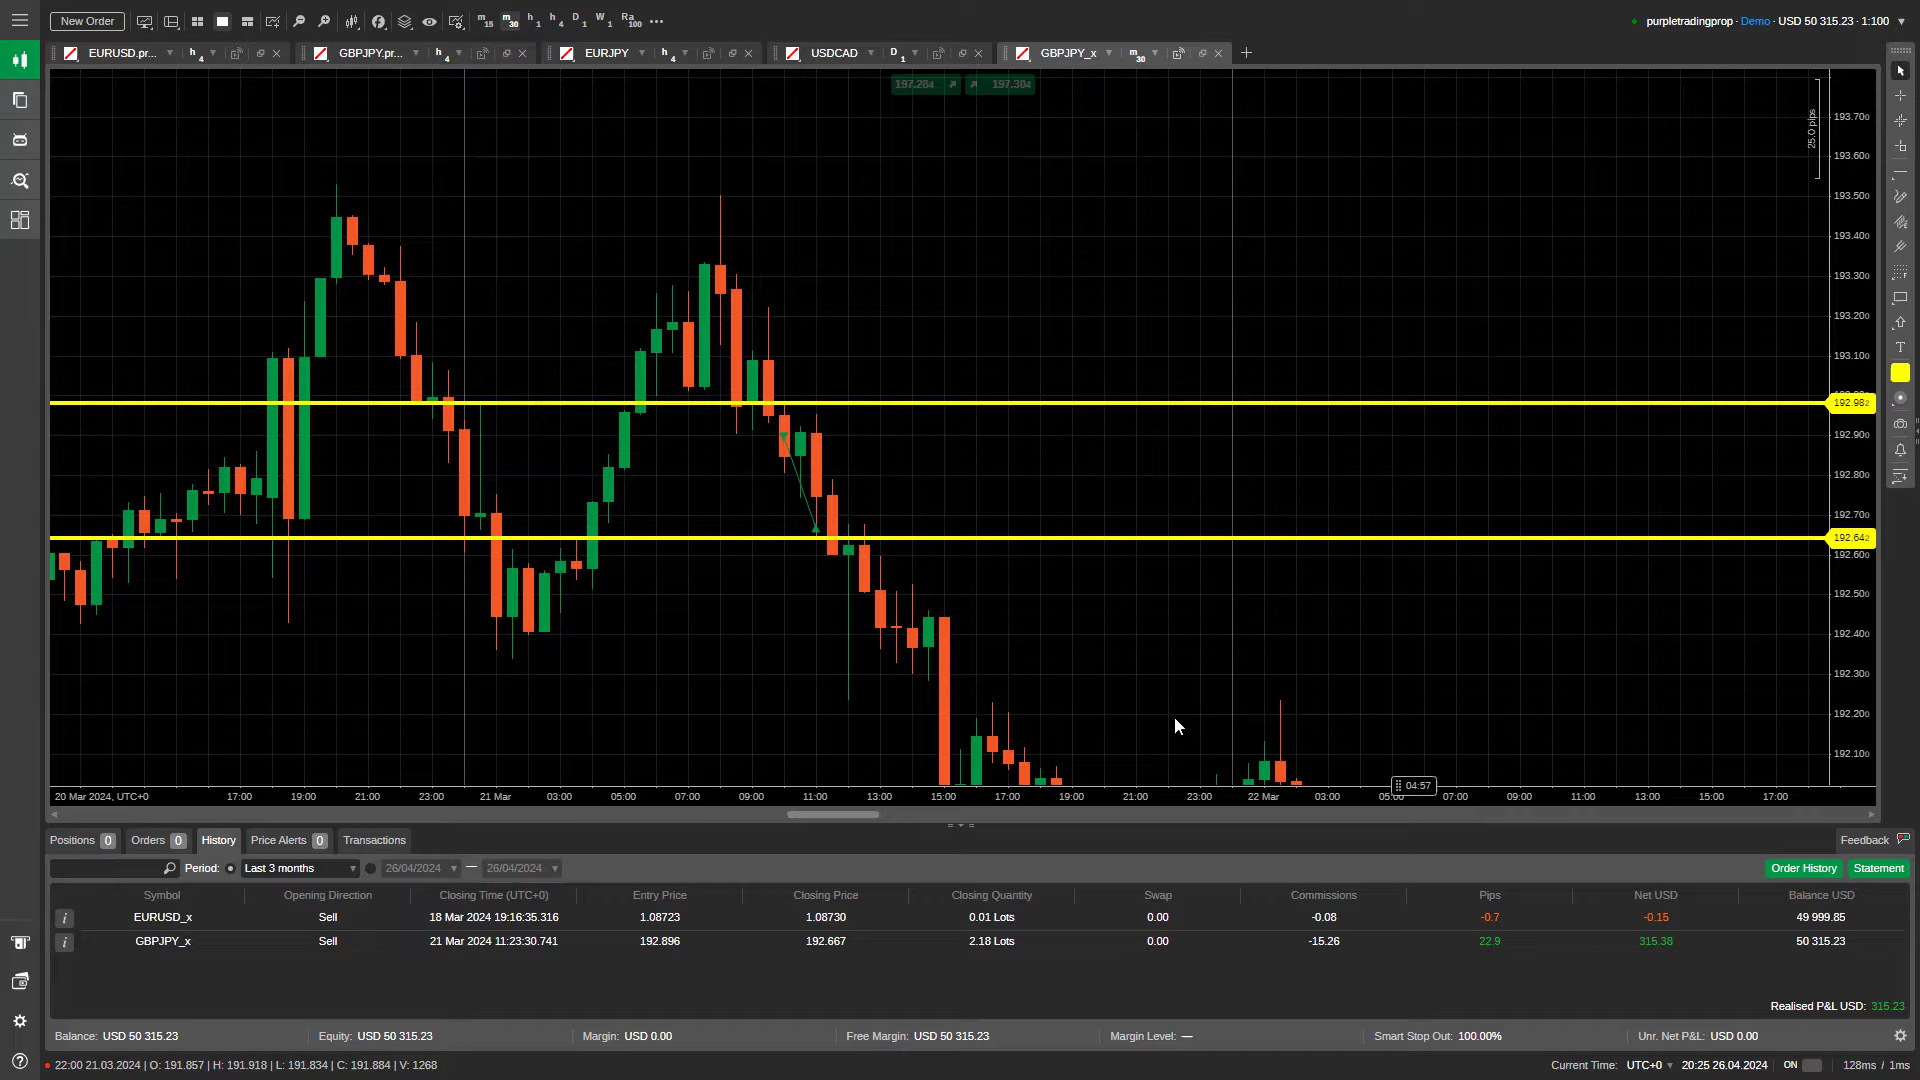 New Order m15 m30 h1 h4 D1 W1 Ra100 purpletradingprop · Demo · USD 50 315.23 · 1:100
EURUSD.pr... h4 GBPJPY.pr... h4 EURJPY h4 USDCAD D1 GBPJPY_x m30
197.284 197.304
25.0 pips
193.700
193.600
193.500
193.400
193.300
193.200
193.100
192.982
192.900
192.800
192.700
192.642
192.600
192.500
192.400
192.300
192.200
192.100
04:57
20 Mar 2024, UTC+0 17:00 19:00 21:00 23:00 21 Mar 03:00 05:00 07:00 09:00 11:00 13:00 15:00 17:00 19:00 21:00 23:00 22 Mar 03:00 05:00 07:00 09:00 11:00 13:00 15:00 17:00
Positions 0 Orders 0 History Price Alerts 0 Transactions Feedback
Period: Last 3 months 26/04/2024 — 26/04/2024 Order History Statement
Symbol Opening Direction Closing Time (UTC+0) Entry Price Closing Price Closing Quantity Swap Commissions Pips Net USD Balance USD
EURUSD_x Sell 18 Mar 2024 19:16:35.316 1.08723 1.08730 0.01 Lots 0.00 -0.08 -0.7 -0.15 49 999.85
GBPJPY_x Sell 21 Mar 2024 11:23:30.741 192.896 192.667 2.18 Lots 0.00 -15.26 22.9 315.38 50 315.23
Realised P&L USD: 315.23
Balance: USD 50 315.23 Equity: USD 50 315.23 Margin: USD 0.00 Free Margin: USD 50 315.23 Margin Level: — Smart Stop Out: 100.00% Unr. Net P&L: USD 0.00
22:00 21.03.2024 | O: 191.857 | H: 191.918 | L: 191.834 | C: 191.884 | V: 1268 Current Time: UTC+0 20:25 26.04.2024 ON 128ms / 1ms